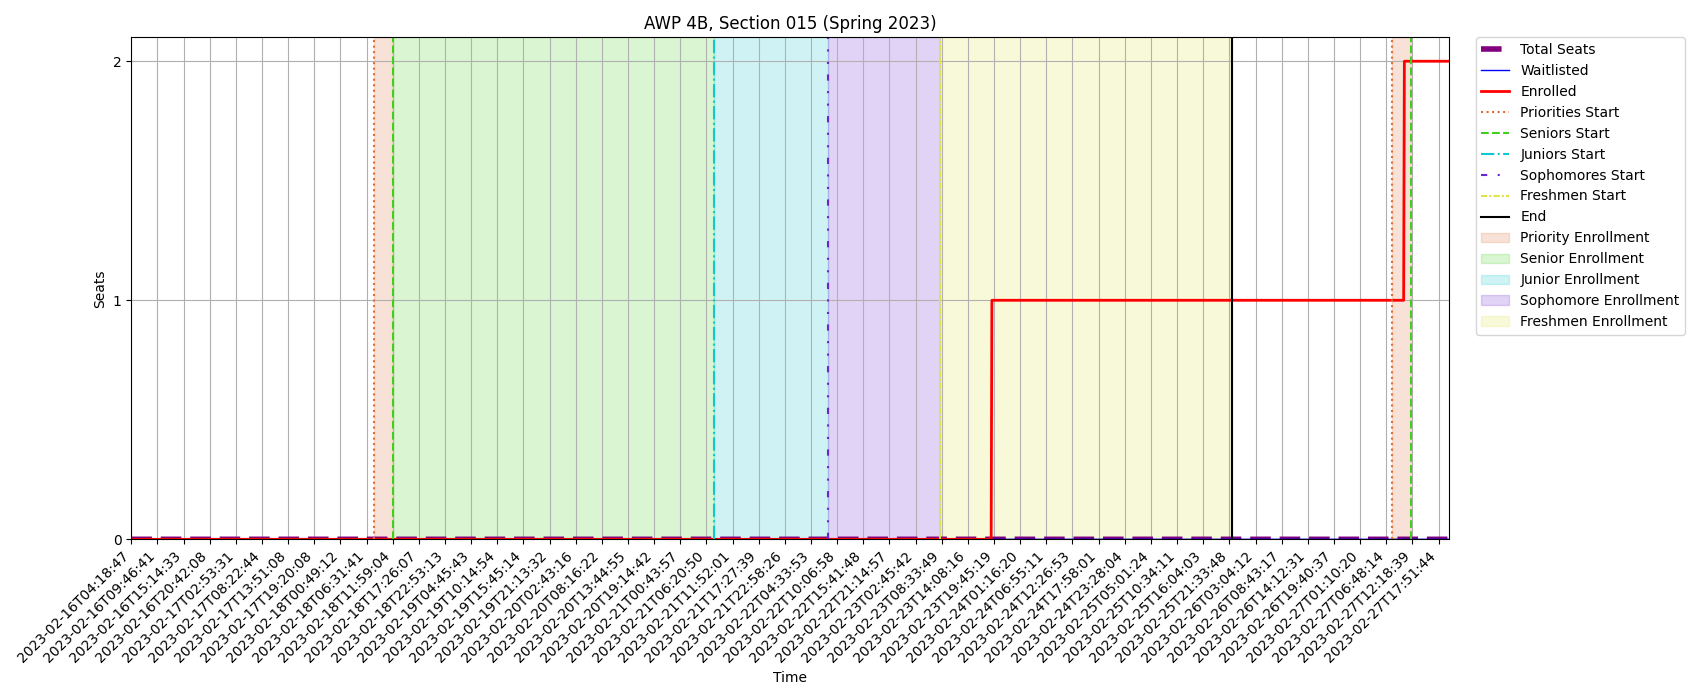 AWP 4B, Section 015 (Spring 2023)
Seats
2
1
0
2023-02-16T04:18:47
2023-02-16T09:46:41
2023-02-16T15:14:33
2023-02-16T20:42:08
2023-02-17T02:53:31
2023-02-17T08:22:44
2023-02-17T13:51:08
2023-02-17T19:20:08
2023-02-18T00:49:12
2023-02-18T06:31:41
2023-02-18T11:59:04
2023-02-18T17:26:07
2023-02-18T22:53:13
2023-02-19T04:45:43
2023-02-19T10:14:54
2023-02-19T15:45:14
2023-02-19T21:13:32
2023-02-20T02:43:16
2023-02-20T08:16:22
2023-02-20T13:44:55
2023-02-20T19:14:42
2023-02-21T00:43:57
2023-02-21T06:20:50
2023-02-21T11:52:01
2023-02-21T17:27:39
2023-02-21T22:58:26
2023-02-22T04:33:53
2023-02-22T10:06:58
2023-02-22T15:41:48
2023-02-22T21:14:57
2023-02-23T02:45:42
2023-02-23T08:33:49
2023-02-23T14:08:16
2023-02-23T19:45:19
2023-02-24T01:16:20
2023-02-24T06:55:11
2023-02-24T12:26:53
2023-02-24T17:58:01
2023-02-24T23:28:04
2023-02-25T05:01:24
2023-02-25T10:34:11
2023-02-25T16:04:03
2023-02-25T21:33:48
2023-02-26T03:04:12
2023-02-26T08:43:17
2023-02-26T14:12:31
2023-02-26T19:40:37
2023-02-27T01:10:20
2023-02-27T06:48:14
2023-02-27T12:18:39
2023-02-27T17:51:44
Time
Total Seats
Waitlisted
Enrolled
Priorities Start
Seniors Start
Juniors Start
Sophomores Start
Freshmen Start
End
Priority Enrollment
Senior Enrollment
Junior Enrollment
Sophomore Enrollment
Freshmen Enrollment